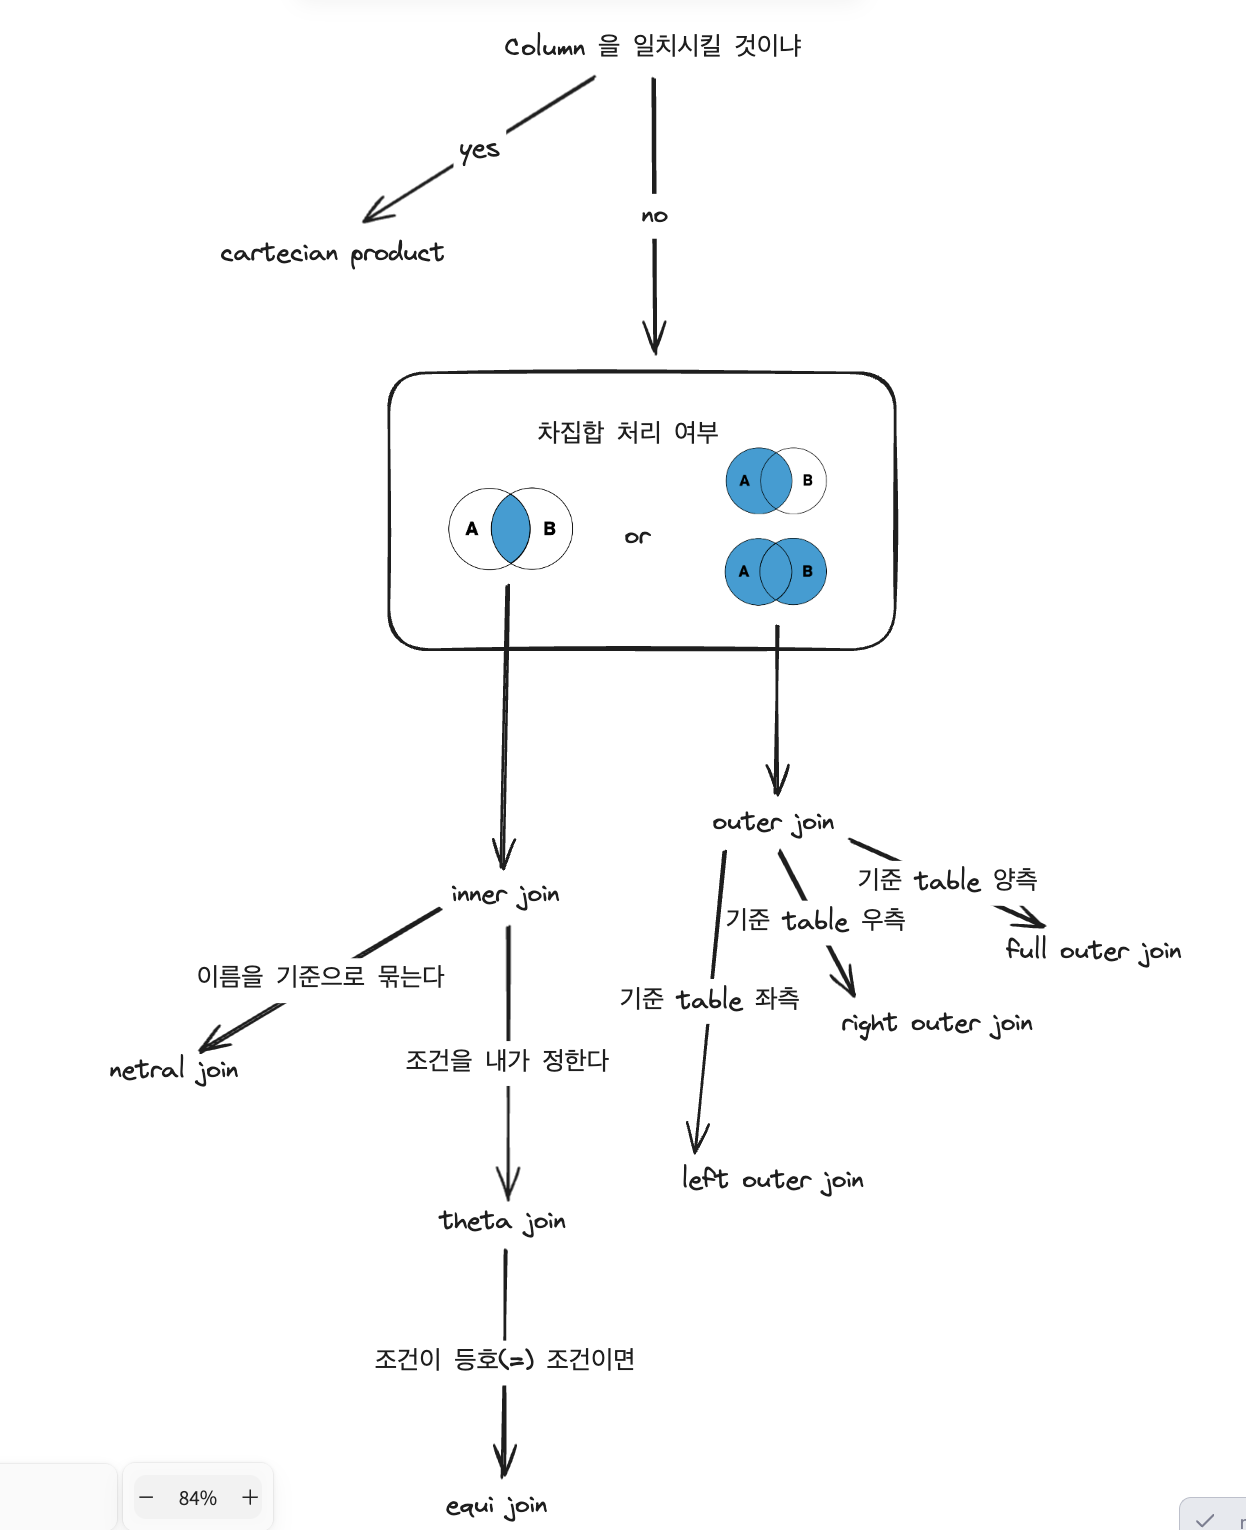 Column 을 일치시킬 것이냐
yes
no
cartecian product
차집합 처리 여부
A B
A B
or
A B
outer join
기준 table 양측
inner join
기준 table 우측
full outer join
이름을 기준으로 묶는다
기준 table 좌측
right outer join
조건을 내가 정한다
netral join
left outer join
theta join
조건이 등호(=) 조건이면
84%
equi join